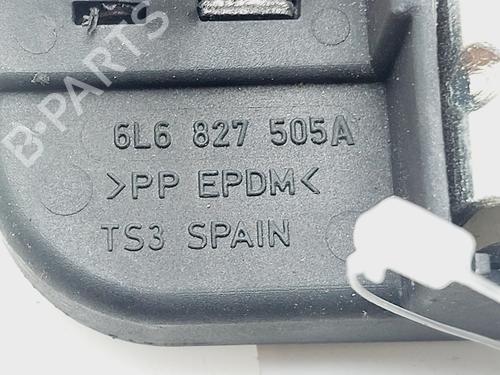 B-PARTS
6L6 827 505A
>PP EPDM<
TS3 SPAIN